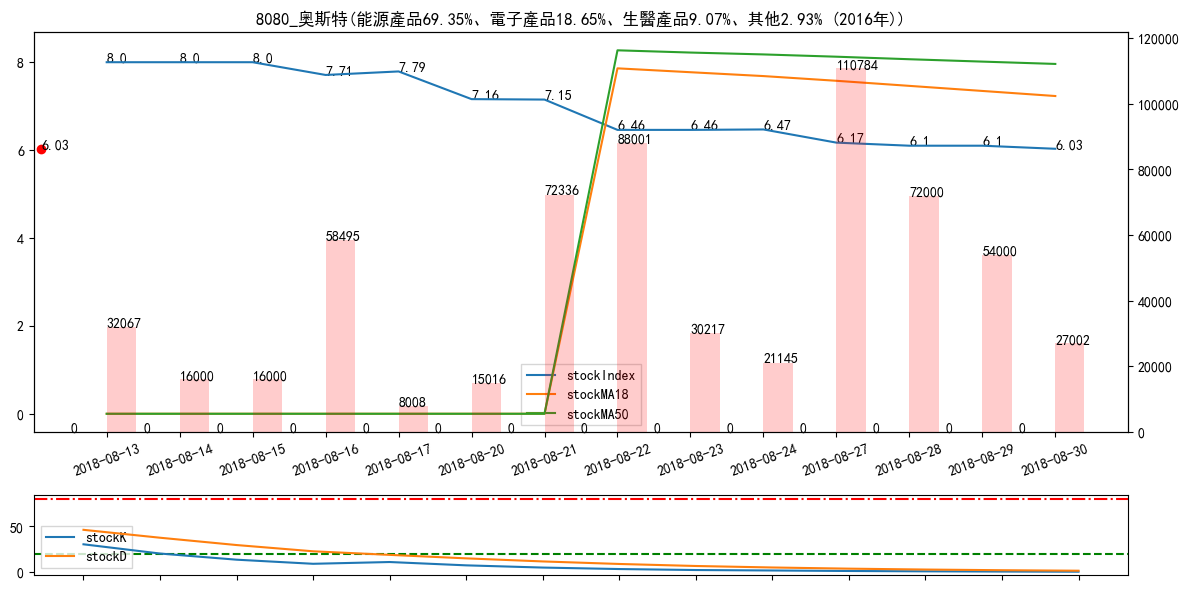 8080_奧斯特(能源產品69.35%、電子產品18.65%、生醫產品9.07%、其他2.93% (2016年))
8 6 4 2 0
120000 100000 80000 60000 40000 20000 0
6.03
8.0 8.0 8.0 7.71 7.79 7.16 7.15 6.46 6.46 6.47 6.17 6.1 6.1 6.03
32067 16000 16000 58495 8008 15016 72336 88001 30217 21145 110784 72000 54000 27002
0 0 0 0 0 0 0 0 0 0 0 0 0 0
stockIndex
stockMA18
stockMA50
2018-08-13 2018-08-14 2018-08-15 2018-08-16 2018-08-17 2018-08-20 2018-08-21 2018-08-22 2018-08-23 2018-08-24 2018-08-27 2018-08-28 2018-08-29 2018-08-30
50
0
stockK
stockD